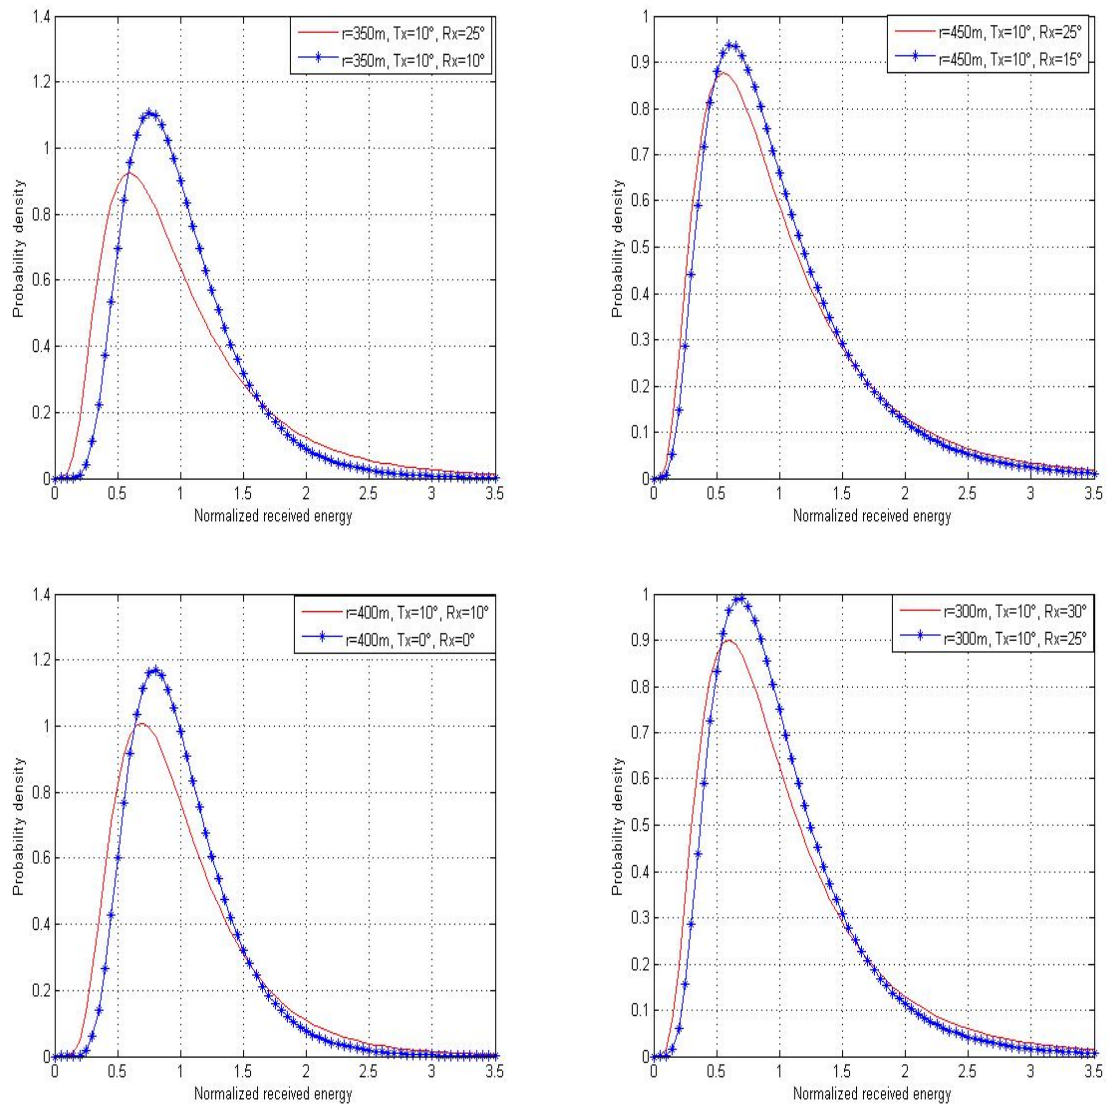 1.4
1.2
1
0.8
0.6
0.4
0.2
0
Probability density
r=350m, Tx=10°, Rx=25°
r=350m, Tx=10°, Rx=10°
0 0.5 1 1.5 2 2.5 3 3.5
Normalized received energy
1
0.9
0.8
0.7
0.6
0.5
0.4
0.3
0.2
0.1
0
Probability density
r=450m, Tx=10°, Rx=25°
r=450m, Tx=10°, Rx=15°
0 0.5 1 1.5 2 2.5 3 3.5
Normalized received energy
1.4
1.2
1
0.8
0.6
0.4
0.2
0
Probability density
r=400m, Tx=10°, Rx=10°
r=400m, Tx=0°, Rx=0°
0 0.5 1 1.5 2 2.5 3 3.5
Normalized received energy
1
0.9
0.8
0.7
0.6
0.5
0.4
0.3
0.2
0.1
0
Probability density
r=300m, Tx=10°, Rx=30°
r=300m, Tx=10°, Rx=25°
0 0.5 1 1.5 2 2.5 3 3.5
Normalized received energy